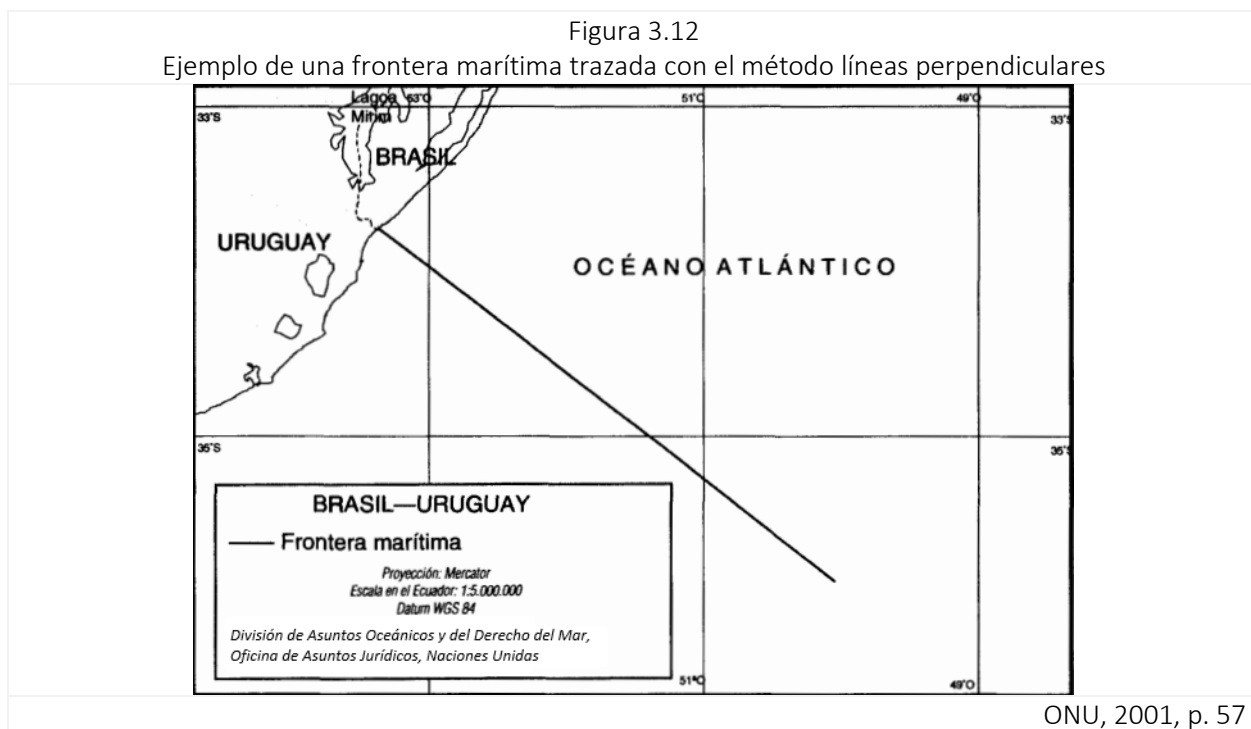 Figura 3.12
Ejemplo de una frontera marítima trazada con el método líneas perpendiculares
Lagoa
Mirim
53°O
51°O
49°O
33°S
33°S
BRASIL
URUGUAY
OCÉANO ATLÁNTICO
35°S
35°S
BRASIL—URUGUAY
Frontera marítima
Proyección: Mercator
Escala en el Ecuador: 1:5.000.000
Datum WGS 84
División de Asuntos Oceánicos y del Derecho del Mar,
Oficina de Asuntos Jurídicos, Naciones Unidas
51°O
49°O
ONU, 2001, p. 57